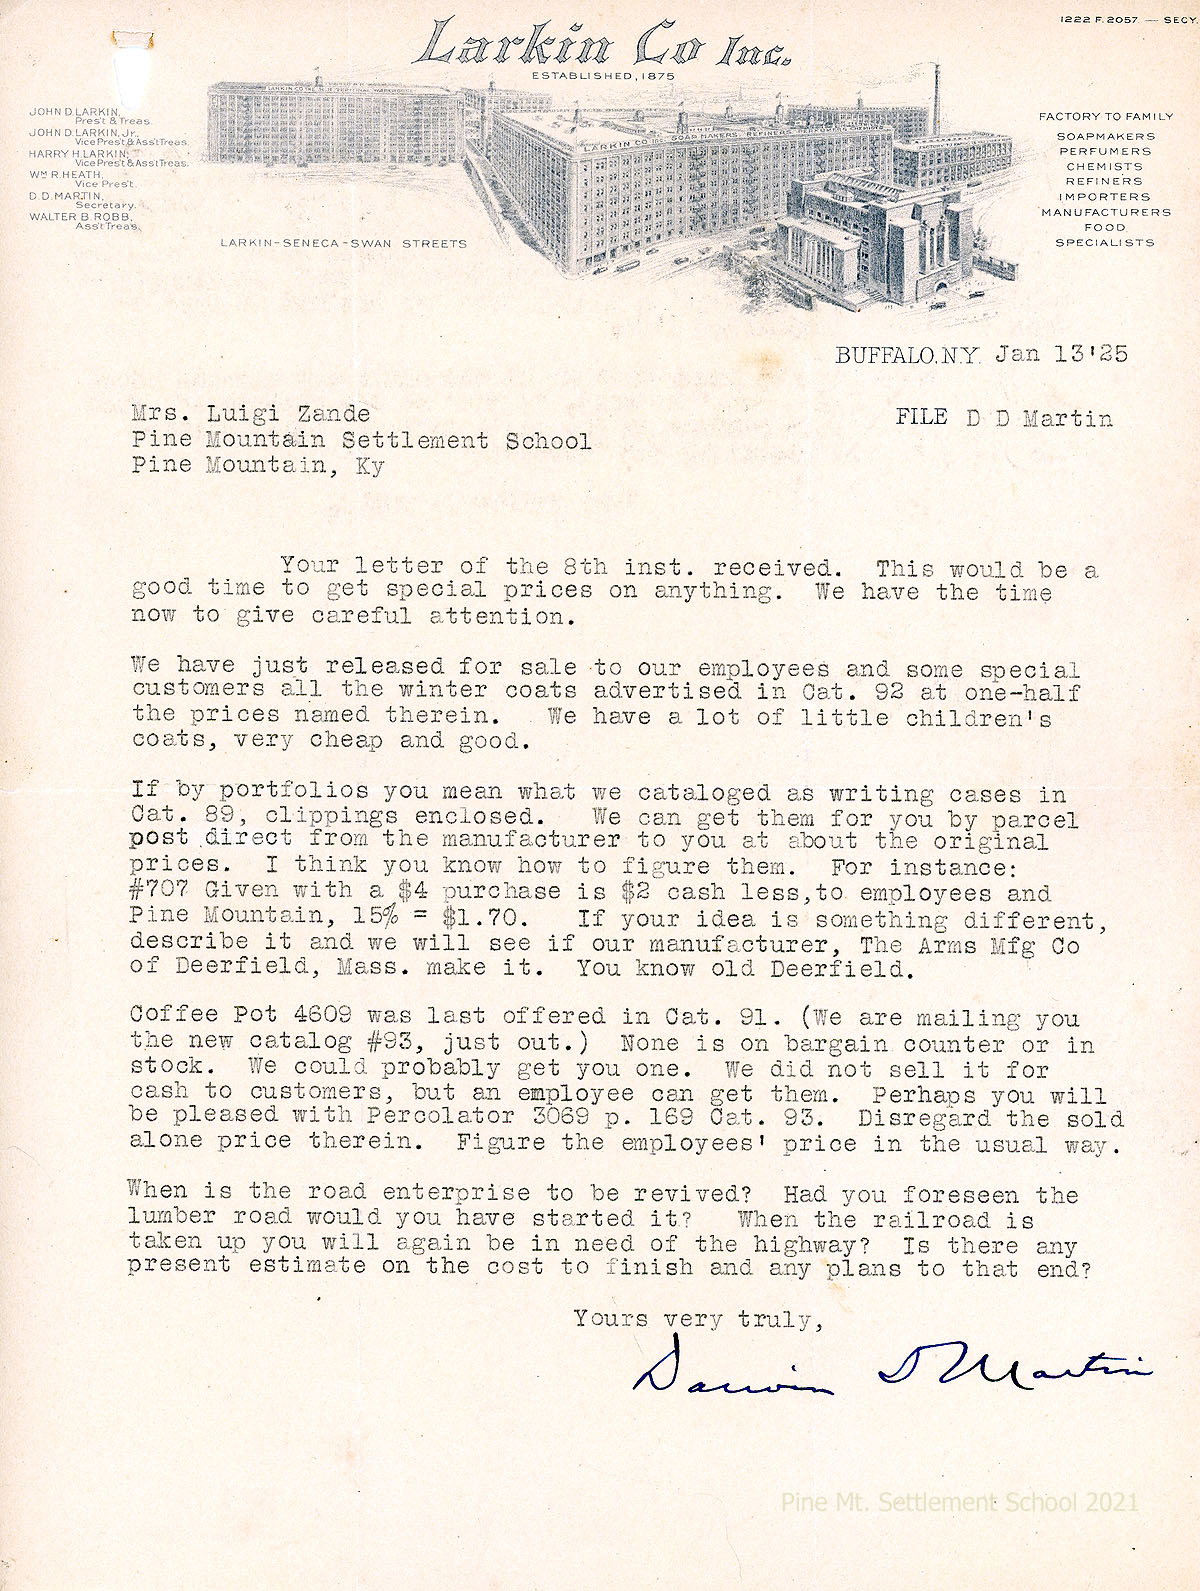 1222 F. 2057 — SECY.
Larkin Co Inc.
ESTABLISHED, 1875
JOHN D. LARKIN,
Pres't & Treas.
JOHN D. LARKIN, Jr.,
Vice Pres't & Ass't Treas.
HARRY H. LARKIN,
Vice Pres't & Ass't Treas.
Wm R. HEATH,
Vice Pres't.
D. D. MARTIN,
Secretary.
WALTER B. ROBB,
Ass't Treas.
LARKIN-SENECA-SWAN STREETS
LARKIN CO. SOAP MAKERS, REFINERS, PERFUMERS, CHEMISTS
FACTORY TO FAMILY
SOAPMAKERS
PERFUMERS
CHEMISTS
REFINERS
IMPORTERS
MANUFACTURERS
FOOD
SPECIALISTS
BUFFALO, N.Y. Jan 13'25
FILE D D Martin
Mrs. Luigi Zande
Pine Mountain Settlement School
Pine Mountain, Ky
Your letter of the 8th inst. received. This would be a
good time to get special prices on anything. We have the time
now to give careful attention.
We have just released for sale to our employees and some special
customers all the winter coats advertised in Cat. 92 at one-half
the prices named therein. We have a lot of little children's
coats, very cheap and good.
If by portfolios you mean what we cataloged as writing cases in
Cat. 89, clippings enclosed. We can get them for you by parcel
post direct from the manufacturer to you at about the original
prices. I think you know how to figure them. For instance:
#707 Given with a $4 purchase is $2 cash less,to employees and
Pine Mountain, 15% = $1.70. If your idea is something different,
describe it and we will see if our manufacturer, The Arms Mfg Co
of Deerfield, Mass. make it. You know old Deerfield.
Coffee Pot 4609 was last offered in Cat. 91. (We are mailing you
the new catalog #93, just out.) None is on bargain counter or in
stock. We could probably get you one. We did not sell it for
cash to customers, but an employee can get them. Perhaps you will
be pleased with Percolator 3069 p. 169 Cat. 93. Disregard the sold
alone price therein. Figure the employees' price in the usual way.
When is the road enterprise to be revived? Had you foreseen the
lumber road would you have started it? When the railroad is
taken up you will again be in need of the highway? Is there any
present estimate on the cost to finish and any plans to that end?
Yours very truly,
Darwin D Martin
Pine Mt. Settlement School 2021